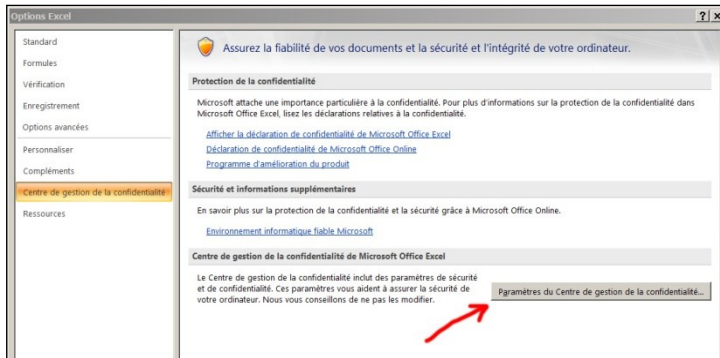 Options Excel
Standard
Formules
Vérification
Enregistrement
Options avancées
Personnaliser
Compléments
Centre de gestion de la confidentialité
Ressources
Assurez la fiabilité de vos documents et la sécurité et l'intégrité de votre ordinateur.
Protection de la confidentialité
Microsoft attache une importance particulière à la confidentialité. Pour plus d'informations sur la protection de la confidentialité dans
Microsoft Office Excel, lisez les déclarations relatives à la confidentialité.
Afficher la déclaration de confidentialité de Microsoft Office Excel
Déclaration de confidentialité de Microsoft Office Online
Programme d'amélioration du produit
Sécurité et informations supplémentaires
En savoir plus sur la protection de la confidentialité et la sécurité grâce à Microsoft Office Online.
Environnement informatique fiable Microsoft
Centre de gestion de la confidentialité de Microsoft Office Excel
Le Centre de gestion de la confidentialité inclut des paramètres de sécurité
et de confidentialité. Ces paramètres vous aident à assurer la sécurité de
votre ordinateur. Nous vous conseillons de ne pas les modifier.
Paramètres du Centre de gestion de la confidentialité...